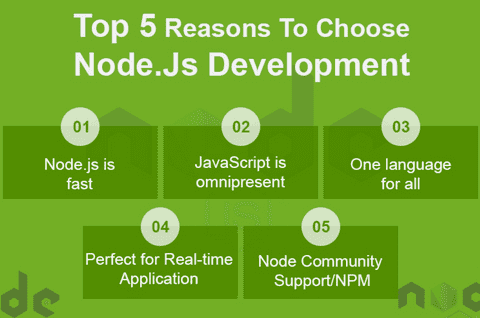 Top 5 Reasons To Choose
Node.Js Development
01
Node.js is
fast
02
JavaScript is
omnipresent
03
One language
for all
04
Perfect for Real-time
Application
05
Node Community
Support/NPM